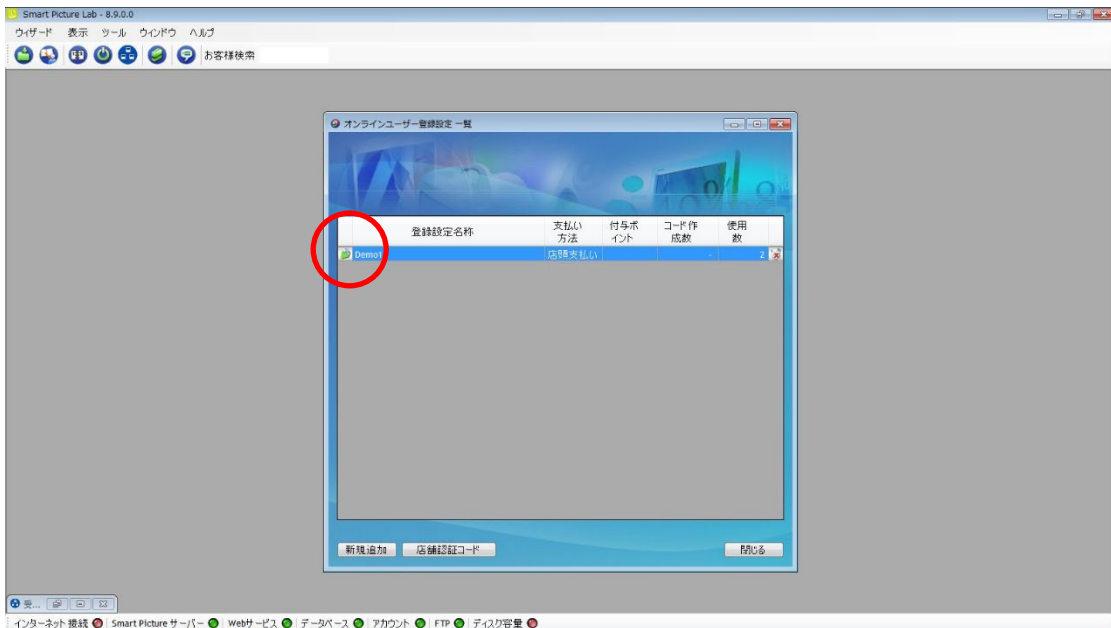 Smart Picture Lab - 8.9.0.0
ウィザード 表示 ツール ウィンドウ ヘルプ
お客様検索
オンラインユーザー登録設定 一覧
登録設定名称
支払い
方法
付与ポ
イント
コード作
成数
使用
数
Demo1 店頭支払い - 2
新規追加 店舗認証コード 閉じる
受...
インターネット接続 Smart Picture サーバー Webサービス データベース アカウント FTP ディスク容量